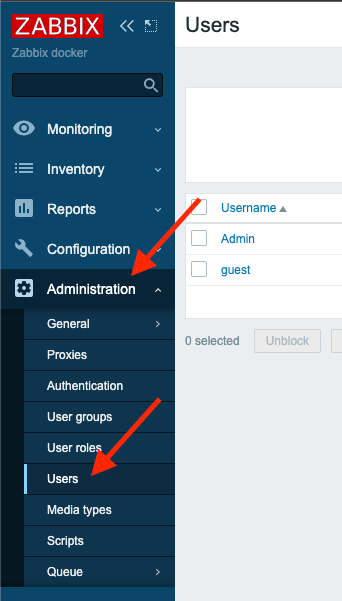 ZABBIX
Zabbix docker
Monitoring
Inventory
Reports
Configuration
Administration
General
Proxies
Authentication
User groups
User roles
Users
Media types
Scripts
Queue
Users
Username
Admin
guest
0 selected
Unblock